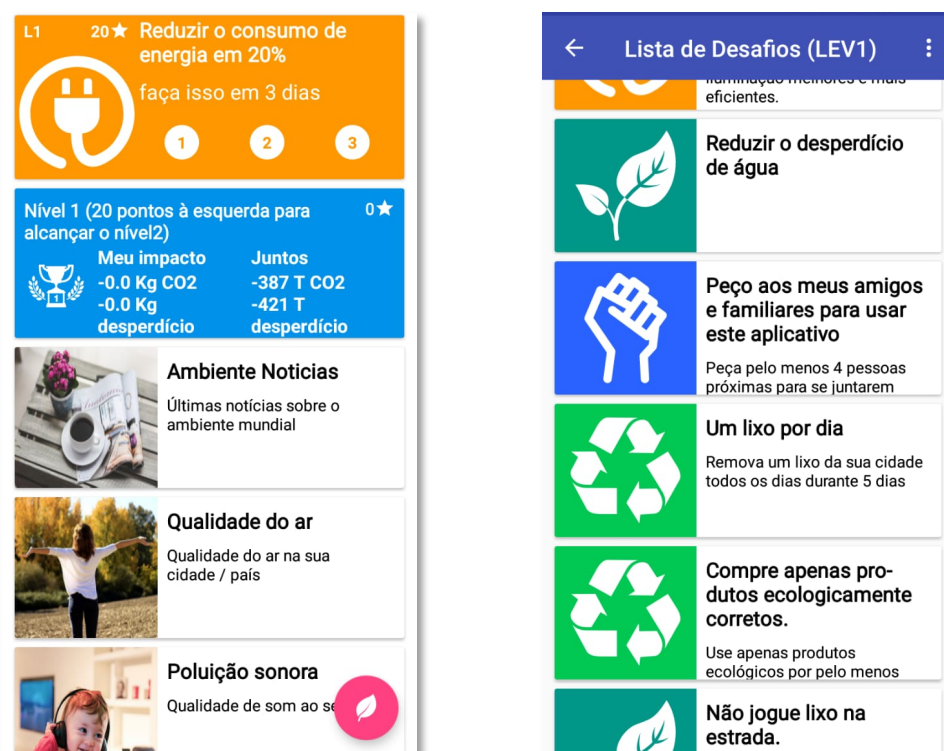 L1
20★
Reduzir o consumo de
energia em 20%
faça isso em 3 dias
1 2 3
Nível 1 (20 pontos à esquerda para
alcançar o nível2)
0★
Meu impacto
-0.0 Kg CO2
-0.0 Kg
desperdício
Juntos
-387 T CO2
-421 T
desperdício
1
Ambiente Noticias
Últimas notícias sobre o
ambiente mundial
Qualidade do ar
Qualidade do ar na sua
cidade / país
Poluição sonora
Qualidade de som ao
Lista de Desafios (LEV1)
iluminação melhores e mais
eficientes.
Reduzir o desperdício
de água
Peço aos meus amigos
e familiares para usar
este aplicativo
Peça pelo menos 4 pessoas
próximas para se juntarem
Um lixo por dia
Remova um lixo da sua cidade
todos os dias durante 5 dias
Compre apenas pro-
dutos ecologicamente
corretos.
Use apenas produtos
ecológicos por pelo menos
Não jogue lixo na
estrada.